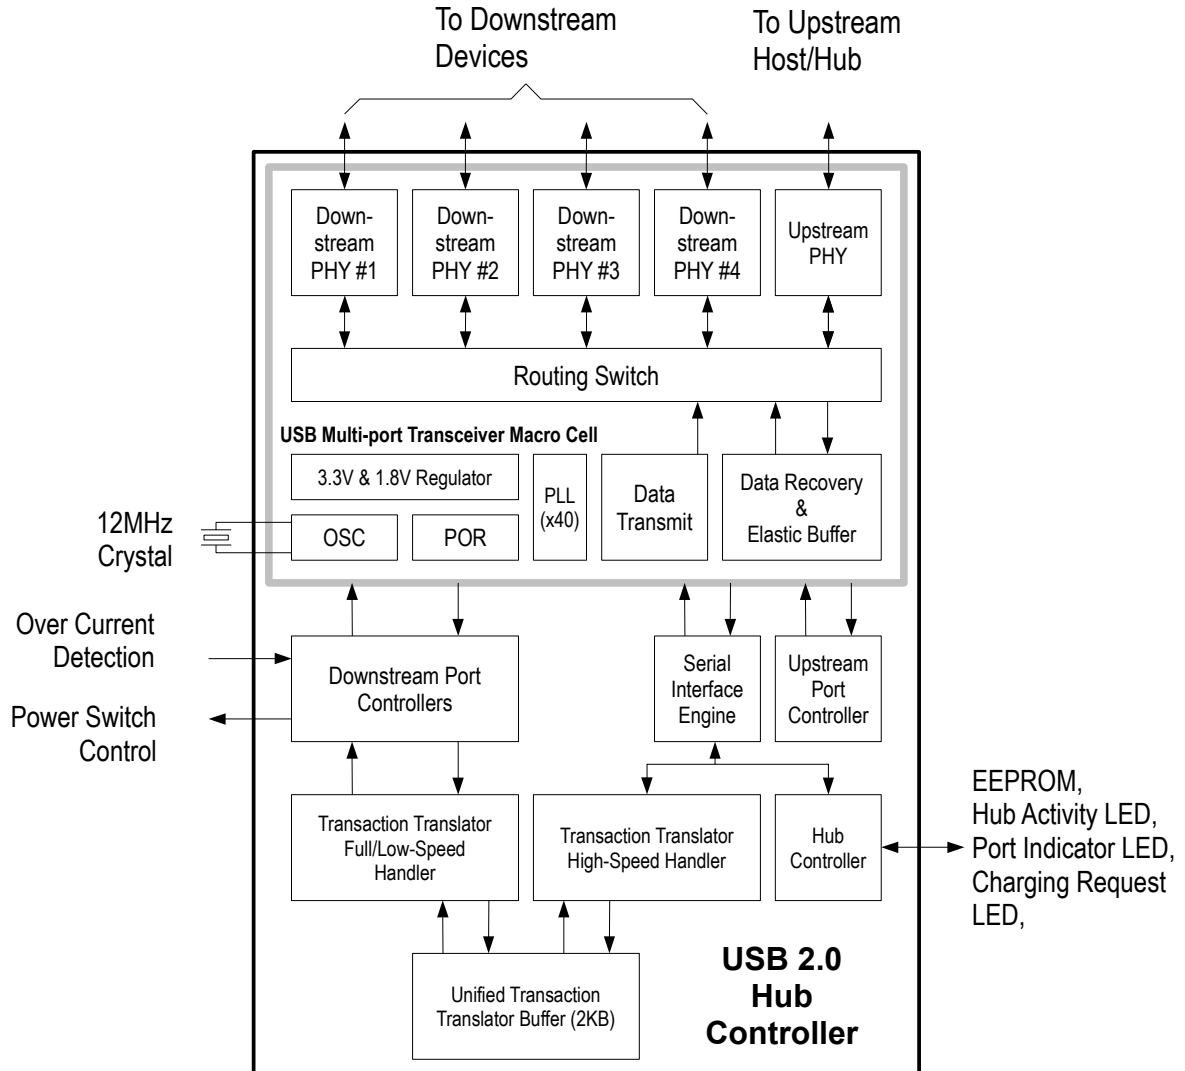 To Downstream
Devices
To Upstream
Host/Hub
Down-
stream
PHY #1
Down-
stream
PHY #2
Down-
stream
PHY #3
Down-
stream
PHY #4
Upstream
PHY
Routing Switch
USB Multi-port Transceiver Macro Cell
3.3V & 1.8V Regulator
OSC
POR
PLL
(x40)
Data
Transmit
Data Recovery
&
Elastic Buffer
12MHz
Crystal
Over Current
Detection
Power Switch
Control
Downstream Port
Controllers
Serial
Interface
Engine
Upstream
Port
Controller
Transaction Translator
Full/Low-Speed
Handler
Transaction Translator
High-Speed Handler
Hub
Controller
EEPROM,
Hub Activity LED,
Port Indicator LED,
Charging Request
LED,
Unified Transaction
Translator Buffer (2KB)
USB 2.0
Hub
Controller